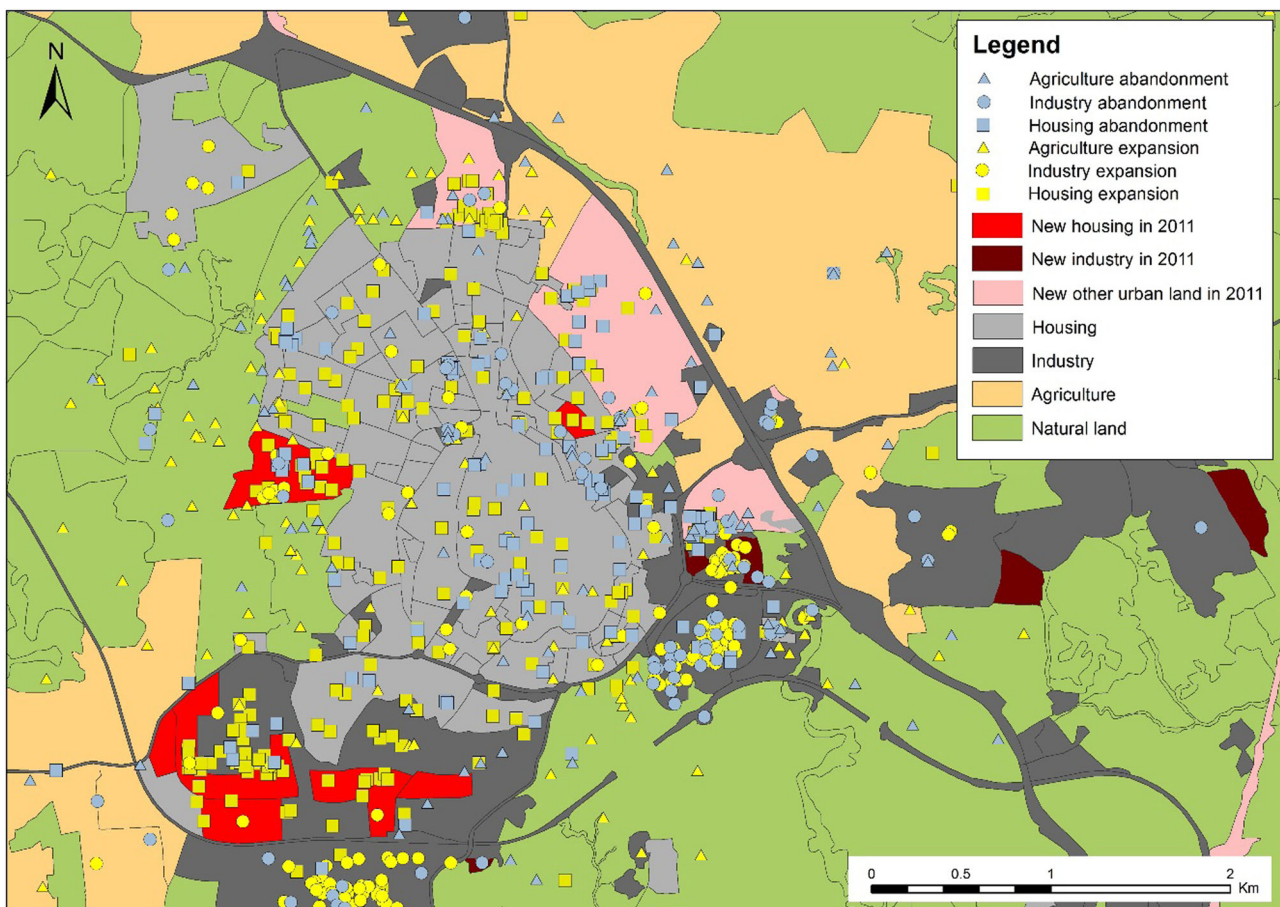 N
Legend
Agriculture abandonment
Industry abandonment
Housing abandonment
Agriculture expansion
Industry expansion
Housing expansion
New housing in 2011
New industry in 2011
New other urban land in 2011
Housing
Industry
Agriculture
Natural land
0 0.5 1 2
Km